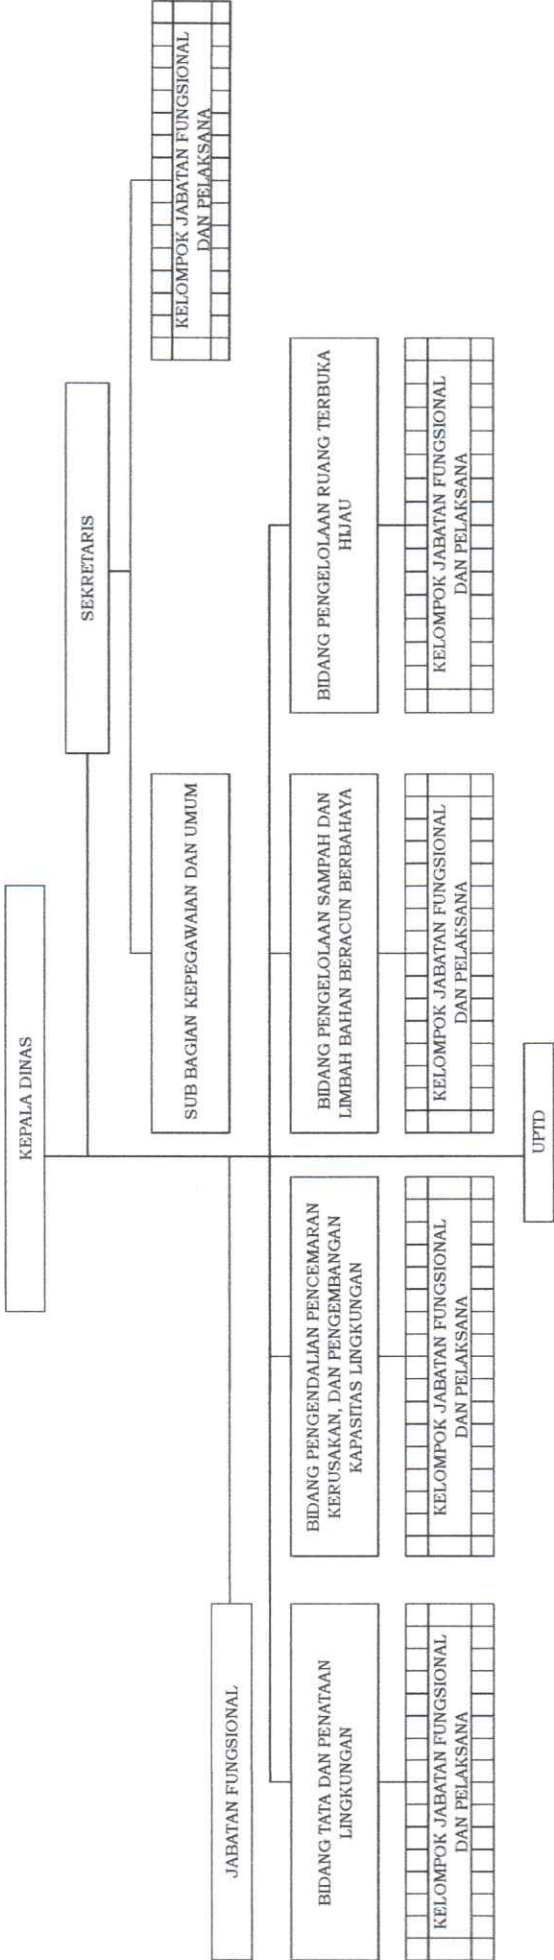 KEPALA DINAS
SEKRETARIS
SUB BAGIAN KEPEGAWAIAN DAN UMUM
KELOMPOK JABATAN FUNGSIONAL
DAN PELAKSANA
JABATAN FUNGSIONAL
BIDANG TATA DAN PENATAAN
LINGKUNGAN
BIDANG PENGENDALIAN PENCEMARAN
KERUSAKAN, DAN PENGEMBANGAN
KAPASITAS LINGKUNGAN
BIDANG PENGELOLAAN SAMPAH DAN
LIMBAH BAHAN BERACUN BERBAHAYA
BIDANG PENGELOLAAN RUANG TERBUKA
HIJAU
KELOMPOK JABATAN FUNGSIONAL
DAN PELAKSANA
KELOMPOK JABATAN FUNGSIONAL
DAN PELAKSANA
KELOMPOK JABATAN FUNGSIONAL
DAN PELAKSANA
KELOMPOK JABATAN FUNGSIONAL
DAN PELAKSANA
UPTD